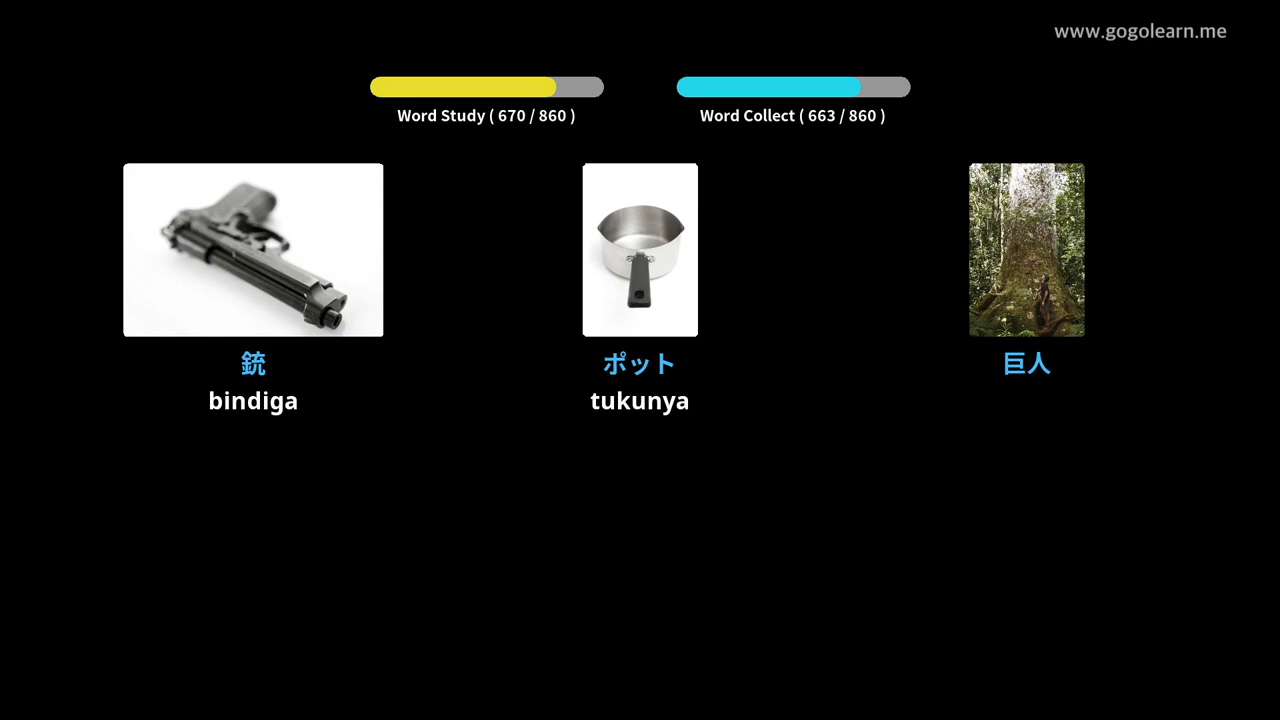 www.gogolearn.me
Word Study ( 670 / 860 )
Word Collect ( 663 / 860 )
銃
bindiga
ポット
tukunya
巨人